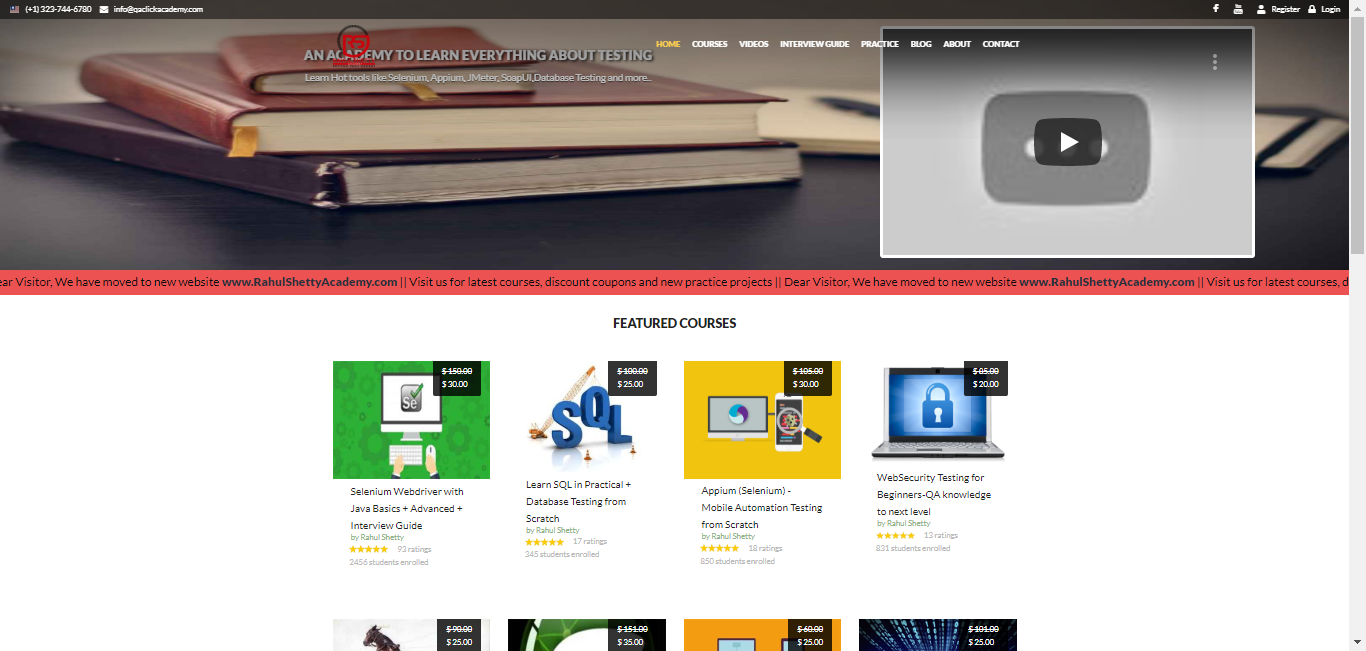 (+1) 323-744-6780 info@qaclickacademy.com Register Login
HOME COURSES VIDEOS INTERVIEW GUIDE PRACTICE BLOG ABOUT CONTACT
RS
AN ACADEMY TO LEARN EVERYTHING ABOUT TESTING
Learn Hot tools like Selenium, Appium, JMeter, SoapUI,Database Testing and more..
ear Visitor, We have moved to new website www.RahulShettyAcademy.com || Visit us for latest courses, discount coupons and new practice projects || Dear Visitor, We have moved to new website www.RahulShettyAcademy.com || Visit us for latest courses, d
FEATURED COURSES
$ 150.00
$ 30.00
Se
Selenium Webdriver with
Java Basics + Advanced +
Interview Guide
by Rahul Shetty
93 ratings
2456 students enrolled
$ 100.00
$ 25.00
SQL
Learn SQL in Practical +
Database Testing from
Scratch
by Rahul Shetty
17 ratings
345 students enrolled
$ 105.00
$ 30.00
Appium (Selenium) -
Mobile Automation Testing
from Scratch
by Rahul Shetty
18 ratings
850 students enrolled
$ 85.00
$ 20.00
WebSecurity Testing for
Beginners-QA knowledge
to next level
by Rahul Shetty
13 ratings
831 students enrolled
$ 90.00
$ 25.00
$ 151.00
$ 35.00
$ 60.00
$ 25.00
$ 101.00
$ 25.00